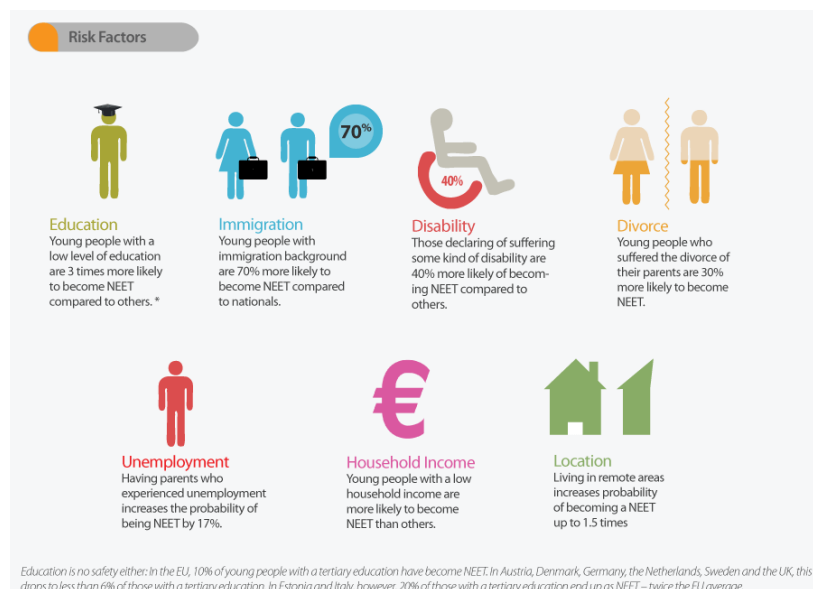 Risk Factors
70%
40%
Education
Young people with a
low level of education
are 3 times more likely
to become NEET
compared to others. *
Immigration
Young people with
immigration background
are 70% more likely to
become NEET compared
to nationals.
Disability
Those declaring of suffering
some kind of disability are
40% more likely of becom-
ing NEET compared to
others.
Divorce
Young people who
suffered the divorce of
their parents are 30%
more likely to become
NEET.
Unemployment
Having parents who
experienced unemployment
increases the probability of
being NEET by 17%.
€
Household Income
Young people with a low
household income are
more likely to become
NEET than others.
Location
Living in remote areas
increases probability
of becoming a NEET
up to 1.5 times
Education is no safety either: In the EU, 10% of young people with a tertiary education have become NEET. In Austria, Denmark, Germany, the Netherlands, Sweden and the UK, this
drops to less than 6% of those with a tertiary education. In Estonia and Italy, however, 20% of those with a tertiary education end up as NEET – twice the EU average